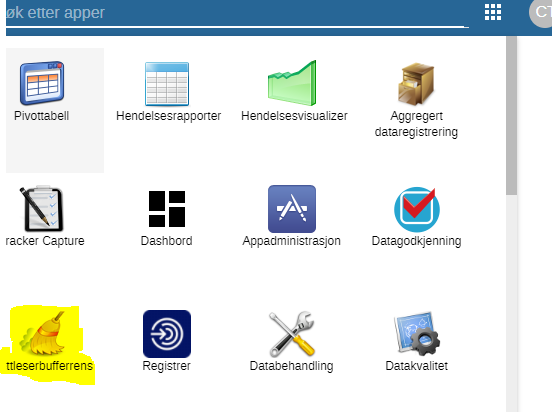 øk etter apper
CT
Pivottabell
Hendelsesrapporter
Hendelsesvisualizer
Aggregert
dataregistrering
racker Capture
Dashbord
Appadministrasjon
Datagodkjenning
ttleserbufferrens
Registrer
Databehandling
Datakvalitet